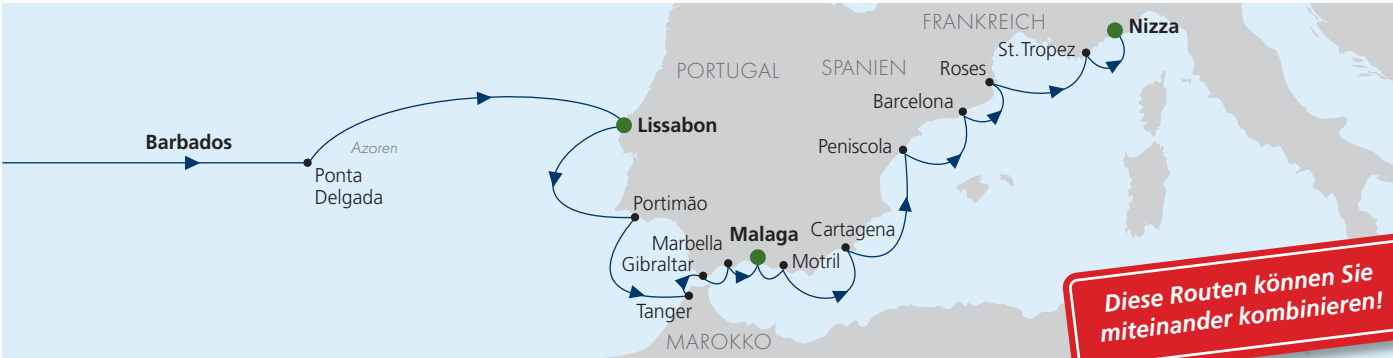 FRANKREICH
Nizza
St. Tropez
PORTUGAL
SPANIEN
Roses
Barcelona
Lissabon
Barbados
Azoren
Peniscola
Ponta
Delgada
Portimão
Cartagena
Malaga
Marbella
Gibraltar
Motril
Tanger
MAROKKO
Diese Routen können Sie
miteinander kombinieren!